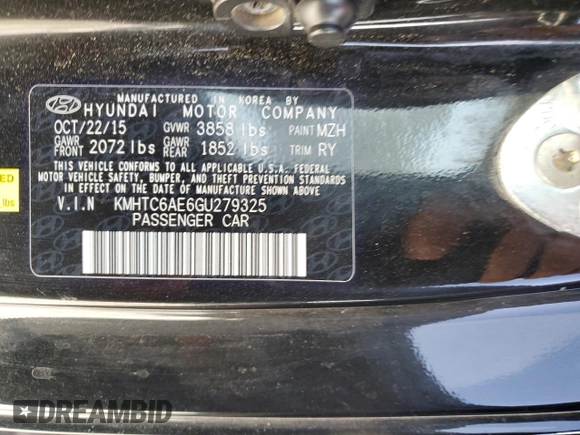 MANUFACTURED IN KOREA BY
HYUNDAI MOTOR COMPANY
OCT/22/15 GVWR 3858 lbs PAINT MZH
GAWR FRONT 2072 lbs GAWR REAR 1852 lbs TRIM RY
THIS VEHICLE CONFORMS TO ALL APPLICABLE U.S.A. FEDERAL
MOTOR VEHICLE SAFETY, BUMPER, AND THEFT PREVENTION STANDARDS
IN EFFECT ON THE DATE OF MANUFACTURE SHOWN ABOVE.
V.I.N KMHTC6AE6GU279325
PASSENGER CAR
lbs
DREAMBID